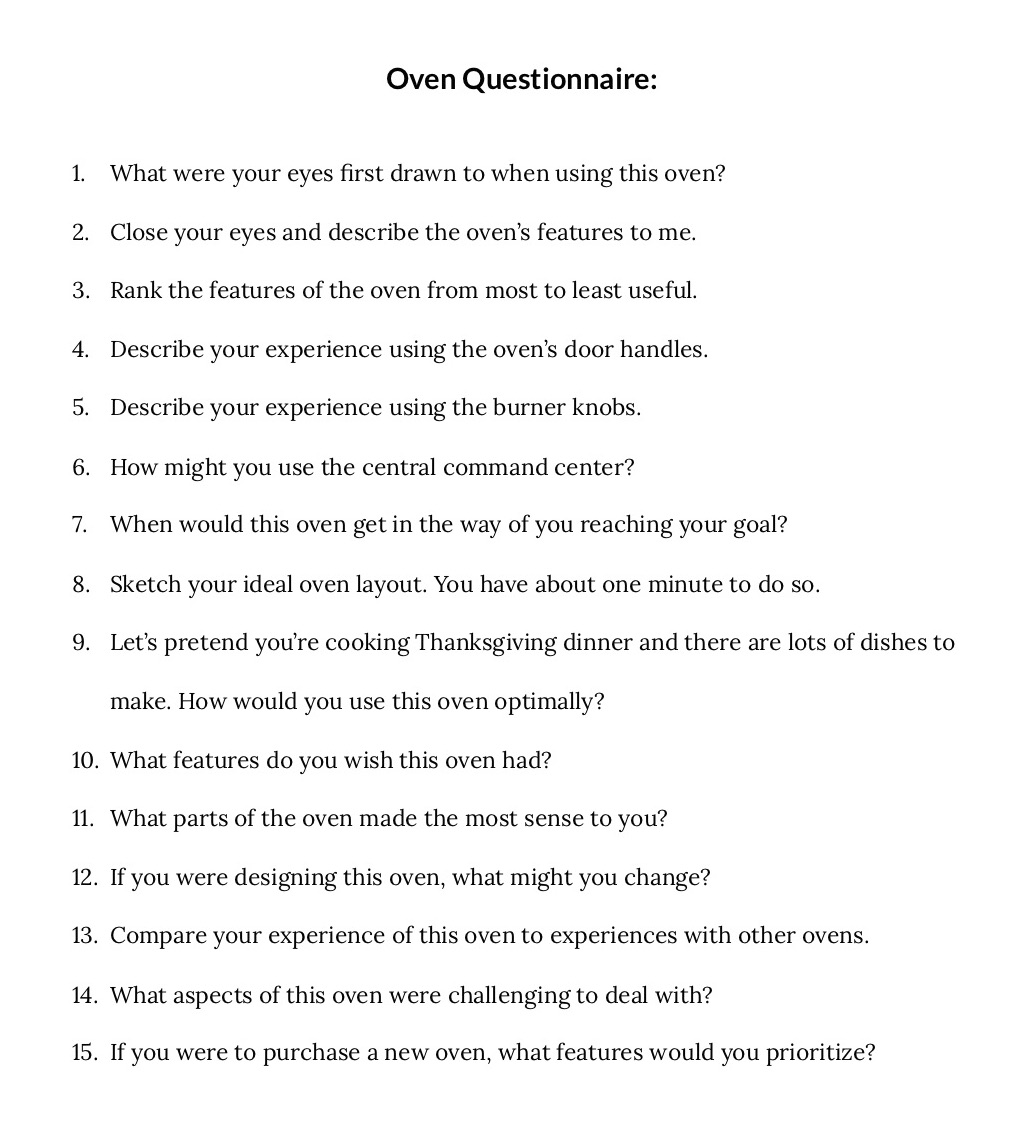 Oven Questionnaire:
1. What were your eyes first drawn to when using this oven?
2. Close your eyes and describe the oven’s features to me.
3. Rank the features of the oven from most to least useful.
4. Describe your experience using the oven’s door handles.
5. Describe your experience using the burner knobs.
6. How might you use the central command center?
7. When would this oven get in the way of you reaching your goal?
8. Sketch your ideal oven layout. You have about one minute to do so.
9. Let’s pretend you’re cooking Thanksgiving dinner and there are lots of dishes to
make. How would you use this oven optimally?
10. What features do you wish this oven had?
11. What parts of the oven made the most sense to you?
12. If you were designing this oven, what might you change?
13. Compare your experience of this oven to experiences with other ovens.
14. What aspects of this oven were challenging to deal with?
15. If you were to purchase a new oven, what features would you prioritize?